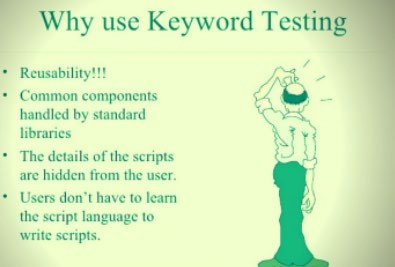 Why use Keyword Testing
• Reusability!!!
• Common components
handled by standard
libraries
• The details of the scripts
are hidden from the user.
• Users don't have to learn
the script language to
write scripts.